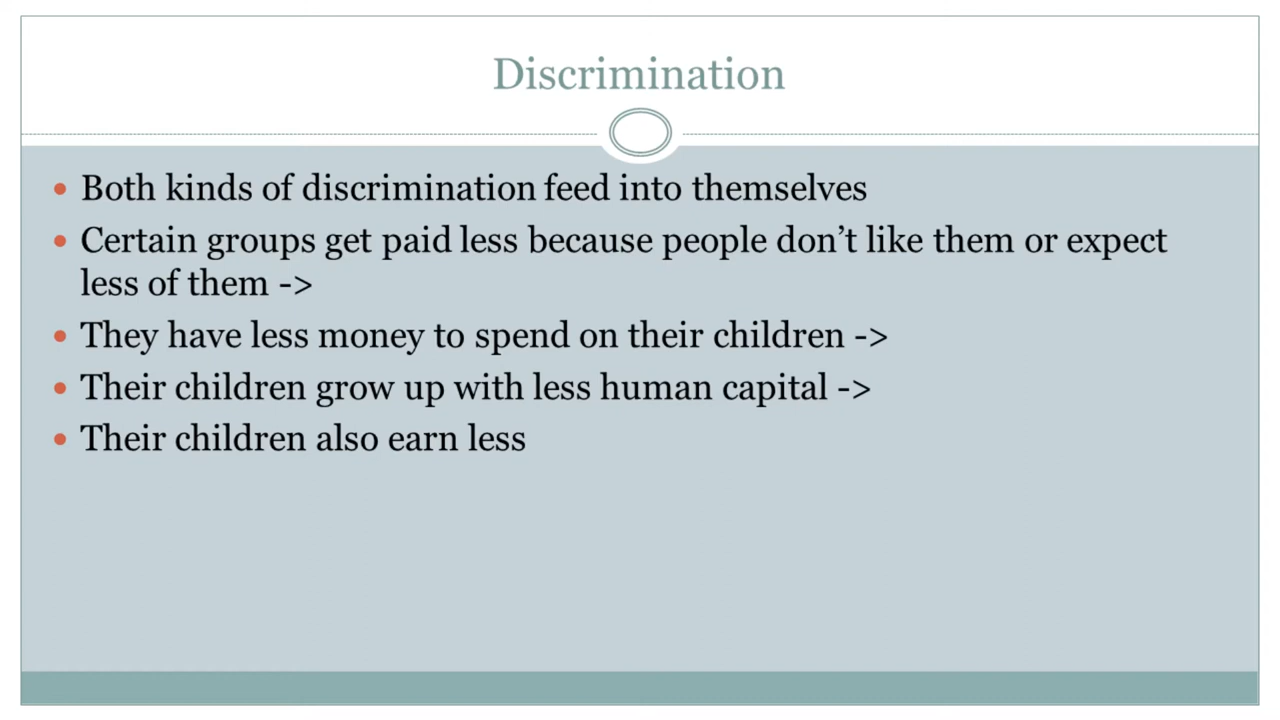 Discrimination
• Both kinds of discrimination feed into themselves
• Certain groups get paid less because people don’t like them or expect
less of them ->
• They have less money to spend on their children ->
• Their children grow up with less human capital ->
• Their children also earn less